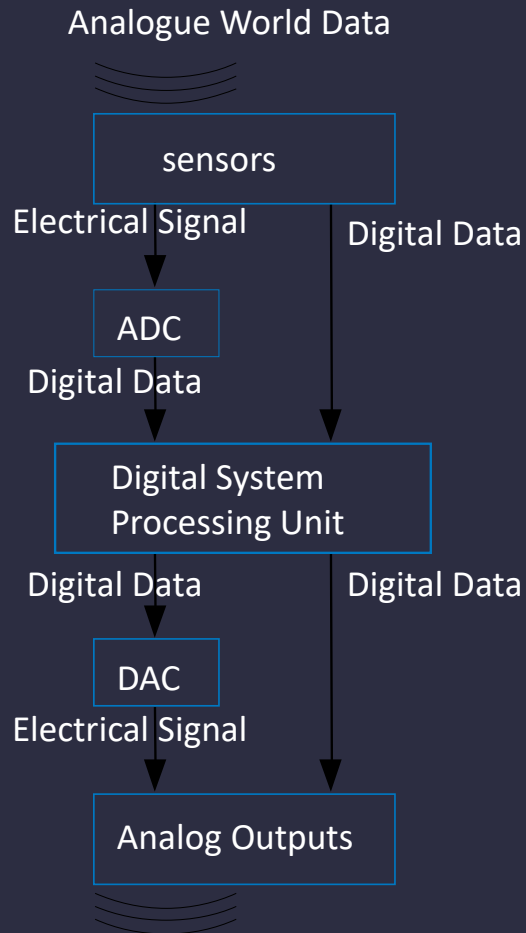 Analogue World Data
sensors
Electrical Signal
Digital Data
ADC
Digital Data
Digital System
Processing Unit
Digital Data
Digital Data
DAC
Electrical Signal
Analog Outputs